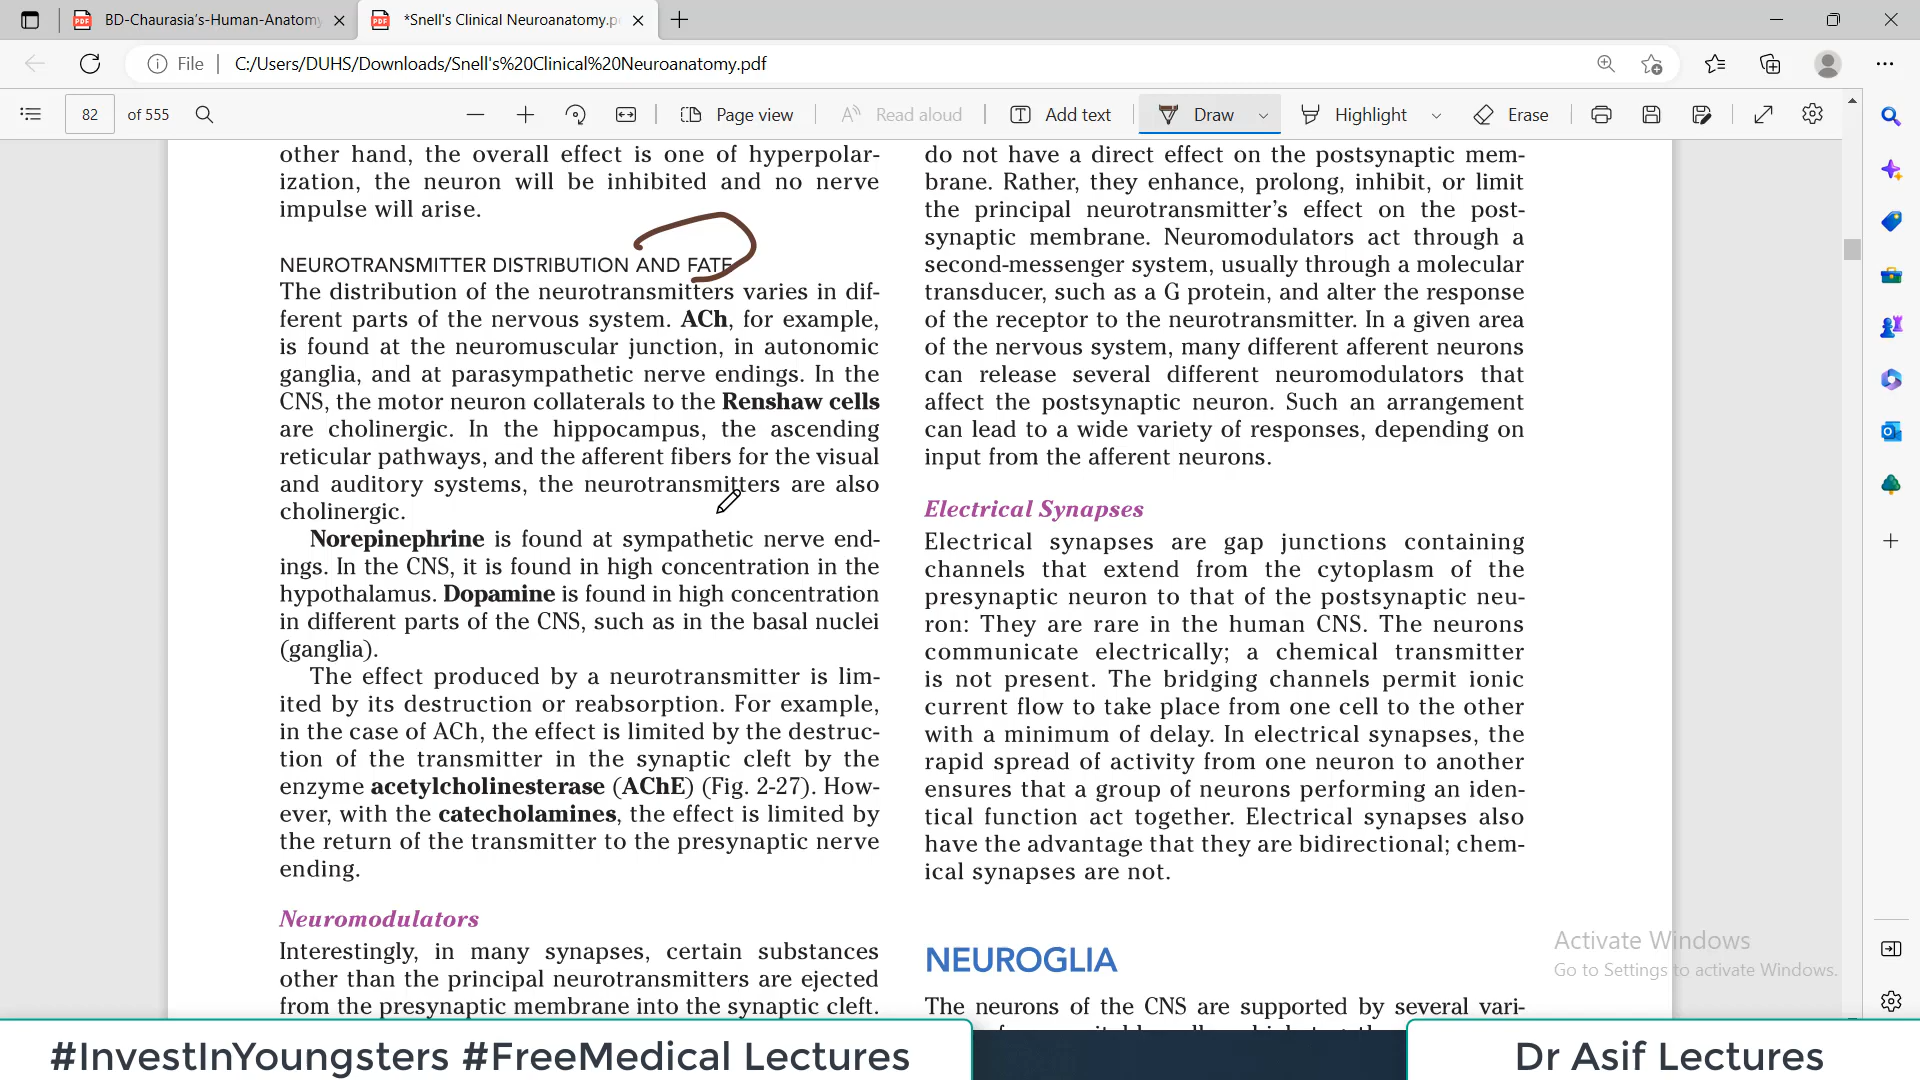 BD-Chaurasia's-Human-Anatomy
*Snell's Clinical Neuroanatomy.p
File
C:/Users/DUHS/Downloads/Snell's%20Clinical%20Neuroanatomy.pdf
82 of 555
Page view
Read aloud
Add text
Draw
Highlight
Erase
other hand, the overall effect is one of hyperpolar-
ization, the neuron will be inhibited and no nerve
impulse will arise.
NEUROTRANSMITTER DISTRIBUTION AND FATE
The distribution of the neurotransmitters varies in dif-
ferent parts of the nervous system. ACh, for example,
is found at the neuromuscular junction, in autonomic
ganglia, and at parasympathetic nerve endings. In the
CNS, the motor neuron collaterals to the Renshaw cells
are cholinergic. In the hippocampus, the ascending
reticular pathways, and the afferent fibers for the visual
and auditory systems, the neurotransmitters are also
cholinergic.
Norepinephrine is found at sympathetic nerve end-
ings. In the CNS, it is found in high concentration in the
hypothalamus. Dopamine is found in high concentration
in different parts of the CNS, such as in the basal nuclei
(ganglia).
The effect produced by a neurotransmitter is lim-
ited by its destruction or reabsorption. For example,
in the case of ACh, the effect is limited by the destruc-
tion of the transmitter in the synaptic cleft by the
enzyme acetylcholinesterase (AChE) (Fig. 2-27). How-
ever, with the catecholamines, the effect is limited by
the return of the transmitter to the presynaptic nerve
ending.
Neuromodulators
Interestingly, in many synapses, certain substances
other than the principal neurotransmitters are ejected
from the presynaptic membrane into the synaptic cleft.
do not have a direct effect on the postsynaptic mem-
brane. Rather, they enhance, prolong, inhibit, or limit
the principal neurotransmitter's effect on the post-
synaptic membrane. Neuromodulators act through a
second-messenger system, usually through a molecular
transducer, such as a G protein, and alter the response
of the receptor to the neurotransmitter. In a given area
of the nervous system, many different afferent neurons
can release several different neuromodulators that
affect the postsynaptic neuron. Such an arrangement
can lead to a wide variety of responses, depending on
input from the afferent neurons.
Electrical Synapses
Electrical synapses are gap junctions containing
channels that extend from the cytoplasm of the
presynaptic neuron to that of the postsynaptic neu-
ron: They are rare in the human CNS. The neurons
communicate electrically; a chemical transmitter
is not present. The bridging channels permit ionic
current flow to take place from one cell to the other
with a minimum of delay. In electrical synapses, the
rapid spread of activity from one neuron to another
ensures that a group of neurons performing an iden-
tical function act together. Electrical synapses also
have the advantage that they are bidirectional; chem-
ical synapses are not.
NEUROGLIA
The neurons of the CNS are supported by several vari-
Activate Windows
Go to Settings to activate Windows.
#InvestInYoungsters #FreeMedical Lectures
Dr Asif Lectures